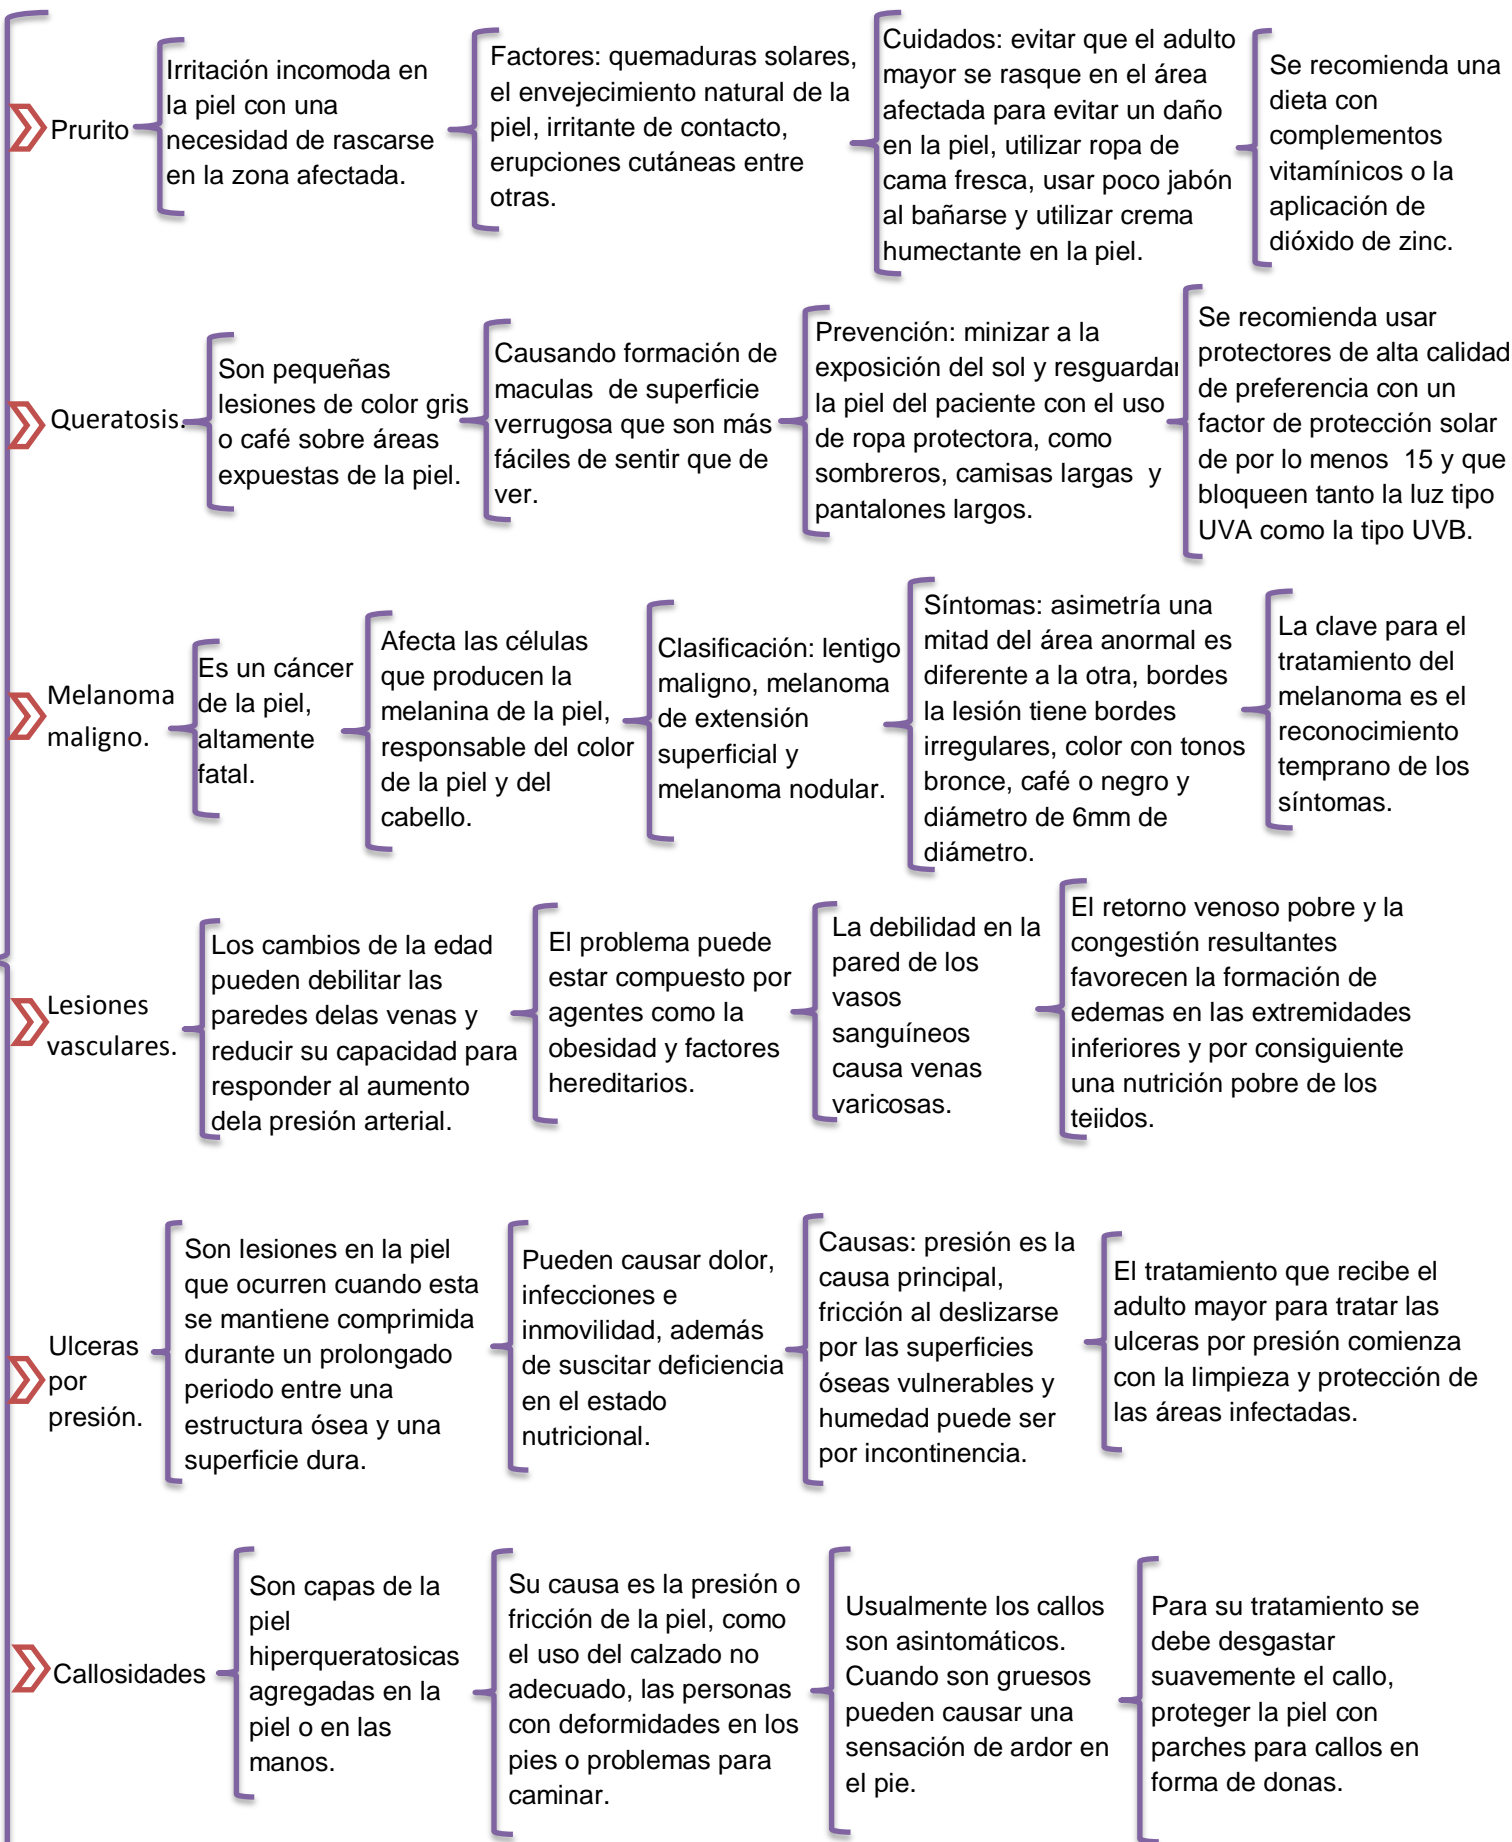 Prurito
Irritación incomoda en
la piel con una
necesidad de rascarse
en la zona afectada.
Factores: quemaduras solares,
el envejecimiento natural de la
piel, irritante de contacto,
erupciones cutáneas entre
otras.
Cuidados: evitar que el adulto
mayor se rasque en el área
afectada para evitar un daño
en la piel, utilizar ropa de
cama fresca, usar poco jabón
al bañarse y utilizar crema
humectante en la piel.
Se recomienda una
dieta con
complementos
vitamínicos o la
aplicación de
dióxido de zinc.
Queratosis.
Son pequeñas
lesiones de color gris
o café sobre áreas
expuestas de la piel.
Causando formación de
maculas de superficie
verrugosa que son más
fáciles de sentir que de
ver.
Prevención: minizar a la
exposición del sol y resguardar
la piel del paciente con el uso
de ropa protectora, como
sombreros, camisas largas y
pantalones largos.
Se recomienda usar
protectores de alta calidad
de preferencia con un
factor de protección solar
de por lo menos 15 y que
bloqueen tanto la luz tipo
UVA como la tipo UVB.
Melanoma
maligno.
Es un cáncer
de la piel,
altamente
fatal.
Afecta las células
que producen la
melanina de la piel,
responsable del color
de la piel y del
cabello.
Clasificación: lentigo
maligno, melanoma
de extensión
superficial y
melanoma nodular.
Síntomas: asimetría una
mitad del área anormal es
diferente a la otra, bordes
la lesión tiene bordes
irregulares, color con tonos
bronce, café o negro y
diámetro de 6mm de
diámetro.
La clave para el
tratamiento del
melanoma es el
reconocimiento
temprano de los
síntomas.
Lesiones
vasculares.
Los cambios de la edad
pueden debilitar las
paredes delas venas y
reducir su capacidad para
responder al aumento
dela presión arterial.
El problema puede
estar compuesto por
agentes como la
obesidad y factores
hereditarios.
La debilidad en la
pared de los
vasos
sanguíneos
causa venas
varicosas.
El retorno venoso pobre y la
congestión resultantes
favorecen la formación de
edemas en las extremidades
inferiores y por consiguiente
una nutrición pobre de los
tejidos.
Ulceras
por
presión.
Son lesiones en la piel
que ocurren cuando esta
se mantiene comprimida
durante un prolongado
periodo entre una
estructura ósea y una
superficie dura.
Pueden causar dolor,
infecciones e
inmovilidad, además
de suscitar deficiencia
en el estado
nutricional.
Causas: presión es la
causa principal,
fricción al deslizarse
por las superficies
óseas vulnerables y
humedad puede ser
por incontinencia.
El tratamiento que recibe el
adulto mayor para tratar las
ulceras por presión comienza
con la limpieza y protección de
las áreas infectadas.
Callosidades
Son capas de la
piel
hiperqueratosicas
agregadas en la
piel o en las
manos.
Su causa es la presión o
fricción de la piel, como
el uso del calzado no
adecuado, las personas
con deformidades en los
pies o problemas para
caminar.
Usualmente los callos
son asintomáticos.
Cuando son gruesos
pueden causar una
sensación de ardor en
el pie.
Para su tratamiento se
debe desgastar
suavemente el callo,
proteger la piel con
parches para callos en
forma de donas.